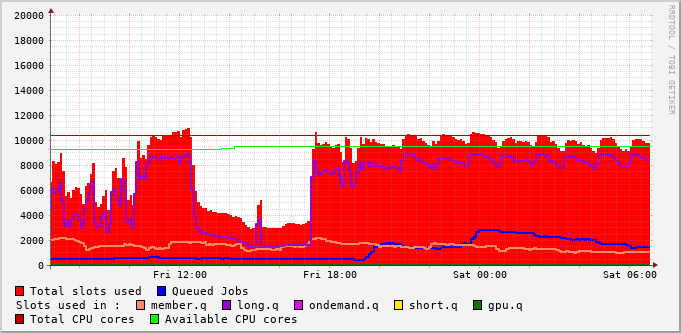 20000
18000
16000
14000
12000
10000
8000
6000
4000
2000
0
Fri 12:00 Fri 18:00 Sat 00:00 Sat 06:00
Total slots used Queued Jobs
Slots used in : member.q long.q ondemand.q short.q gpu.q
Total CPU cores Available CPU cores
RRDTOOL / TOBI OETIKER